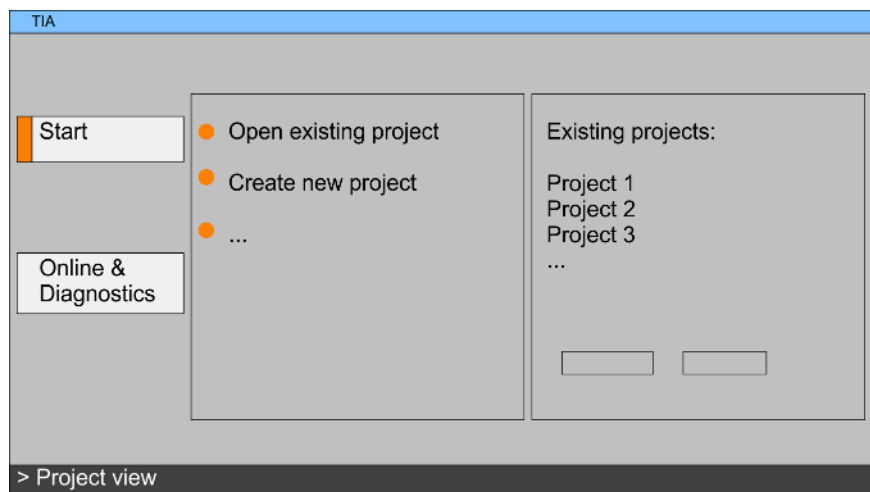 TIA
Start
Online &
Diagnostics
Open existing project
Create new project
...
Existing projects:
Project 1
Project 2
Project 3
...
> Project view